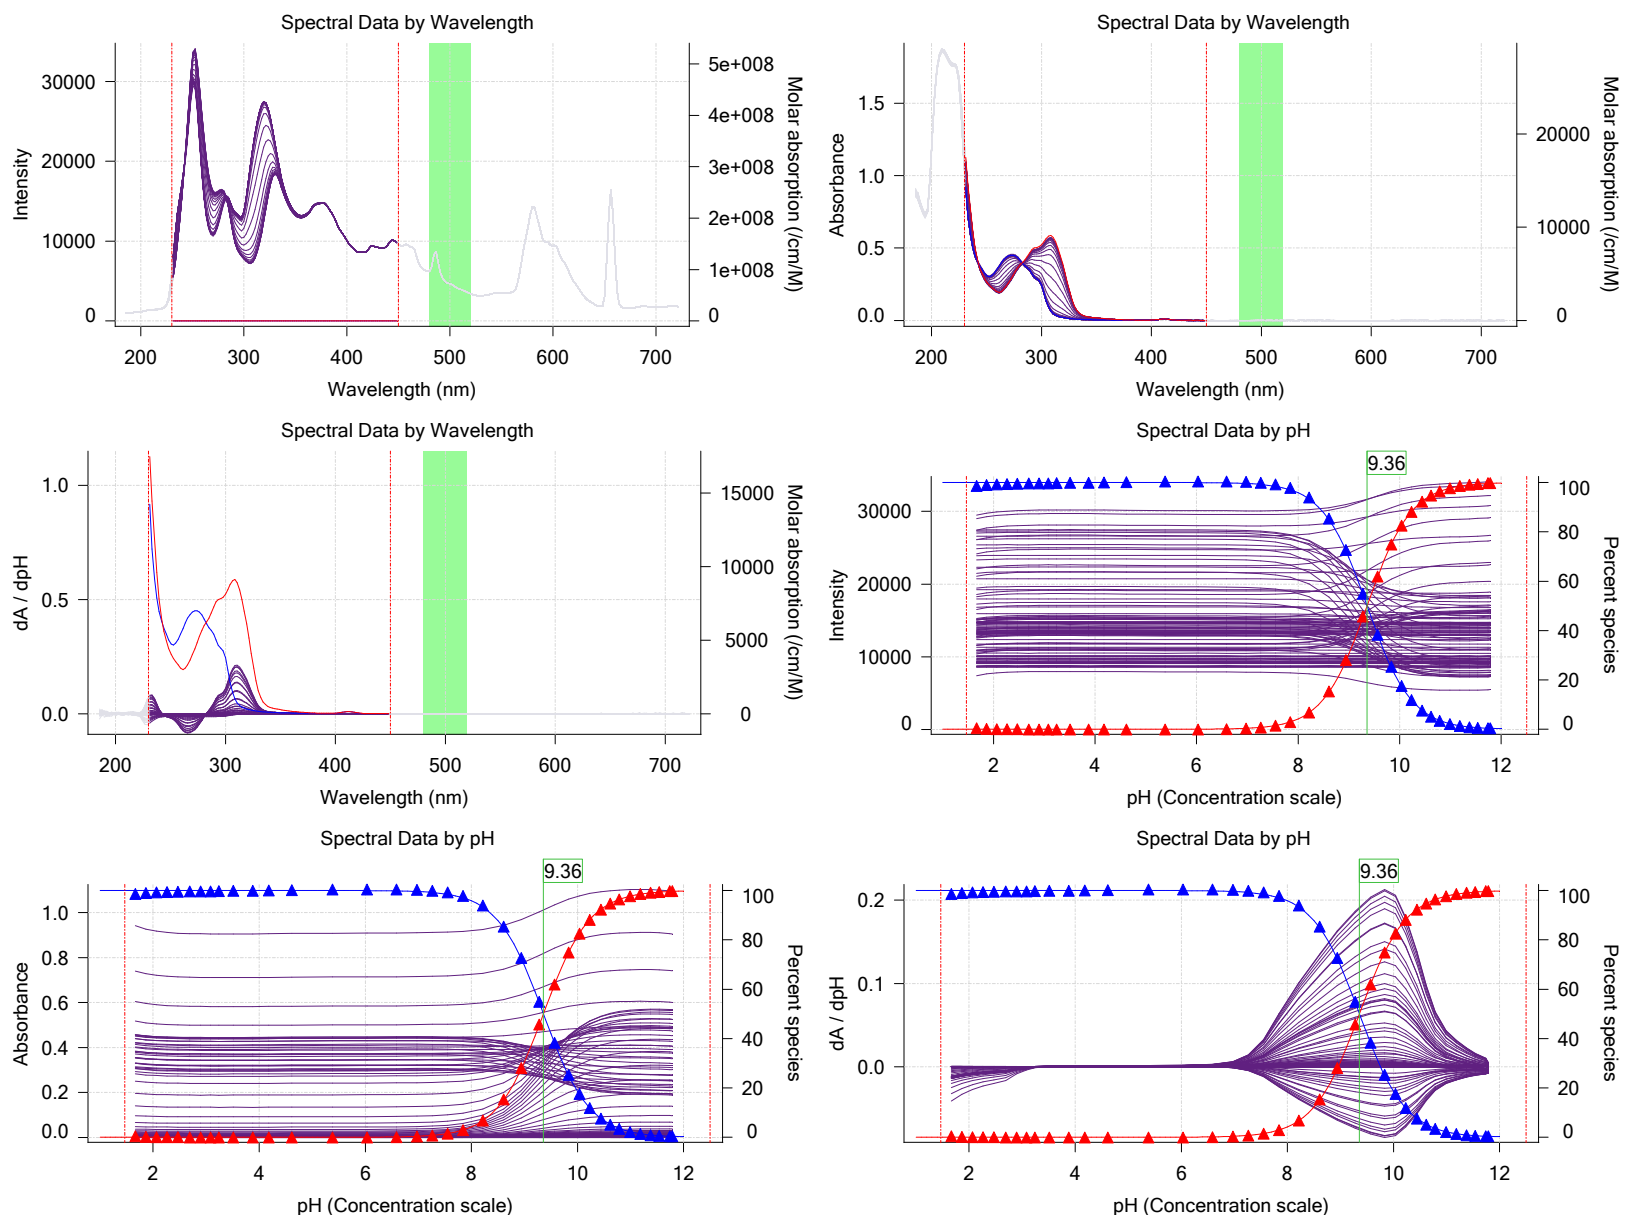 Spectral Data by Wavelength
Intensity
30000
20000
10000
0
5e+008
4e+008
3e+008
2e+008
1e+008
0
Molar absorption (/cm/M)
200 300 400 500 600 700
Wavelength (nm)
Spectral Data by Wavelength
Absorbance
1.5
1.0
0.5
0.0
20000
10000
0
Molar absorption (/cm/M)
200 300 400 500 600 700
Wavelength (nm)
Spectral Data by Wavelength
dA / dpH
1.0
0.5
0.0
15000
10000
5000
0
Molar absorption (/cm/M)
200 300 400 500 600 700
Wavelength (nm)
Spectral Data by pH
9.36
Intensity
30000
20000
10000
0
100
80
60
40
20
0
Percent species
2 4 6 8 10 12
pH (Concentration scale)
Spectral Data by pH
9.36
Absorbance
1.0
0.8
0.6
0.4
0.2
0.0
100
80
60
40
20
0
Percent species
2 4 6 8 10 12
pH (Concentration scale)
Spectral Data by pH
9.36
dA / dpH
0.2
0.1
0.0
100
80
60
40
20
0
Percent species
2 4 6 8 10 12
pH (Concentration scale)